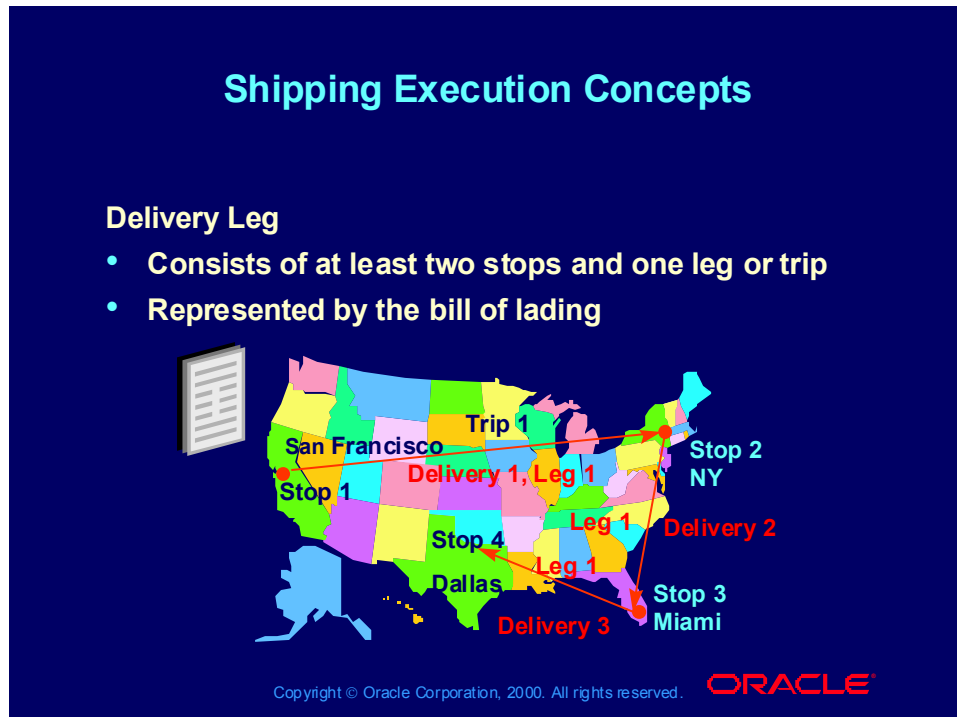 Shipping Execution Concepts
Delivery Leg
• Consists of at least two stops and one leg or trip
• Represented by the bill of lading
Trip 1
San Francisco
Stop 1
Delivery 1, Leg 1
Stop 2
NY
Leg 1
Delivery 2
Stop 4
Dallas
Leg 1
Stop 3
Miami
Delivery 3
Copyright © Oracle Corporation, 2000. All rights reserved.
ORACLE®